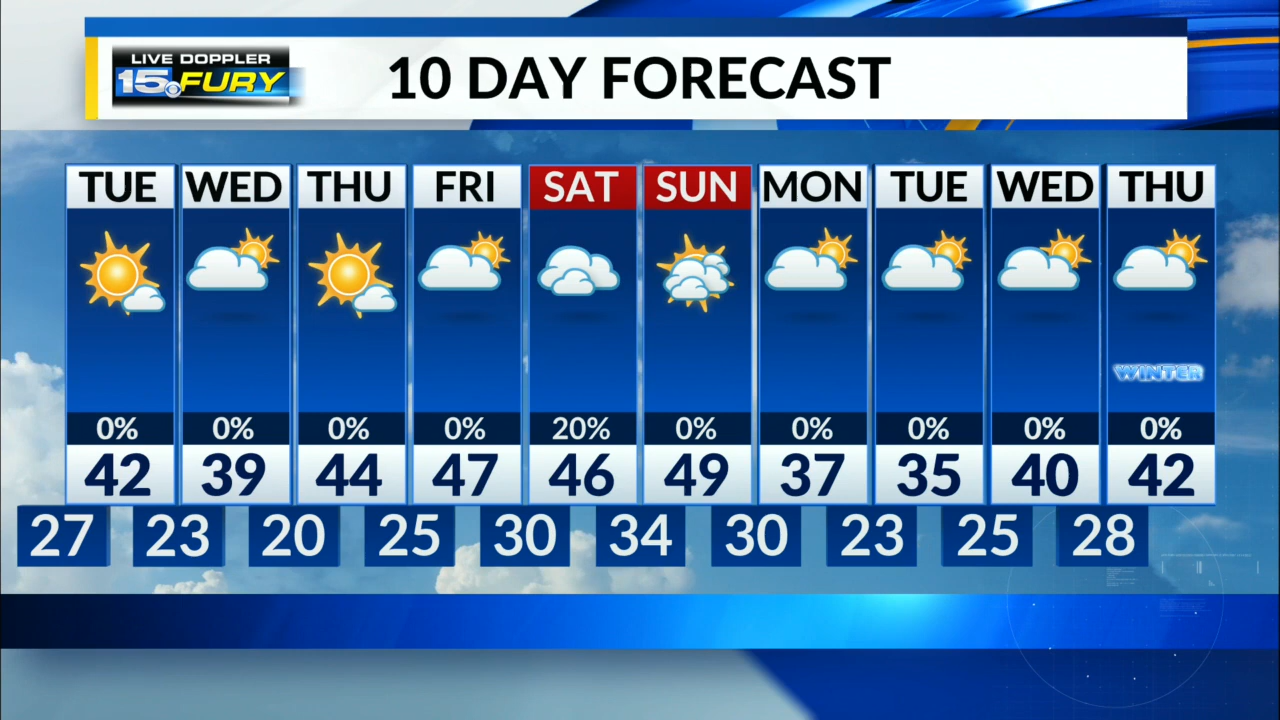 LIVE DOPPLER
15 FURY
10 DAY FORECAST
TUE WED THU FRI SAT SUN MON TUE WED THU
WINTER
0% 0% 0% 0% 20% 0% 0% 0% 0% 0%
42 39 44 47 46 49 37 35 40 42
27 23 20 25 30 34 30 23 25 28